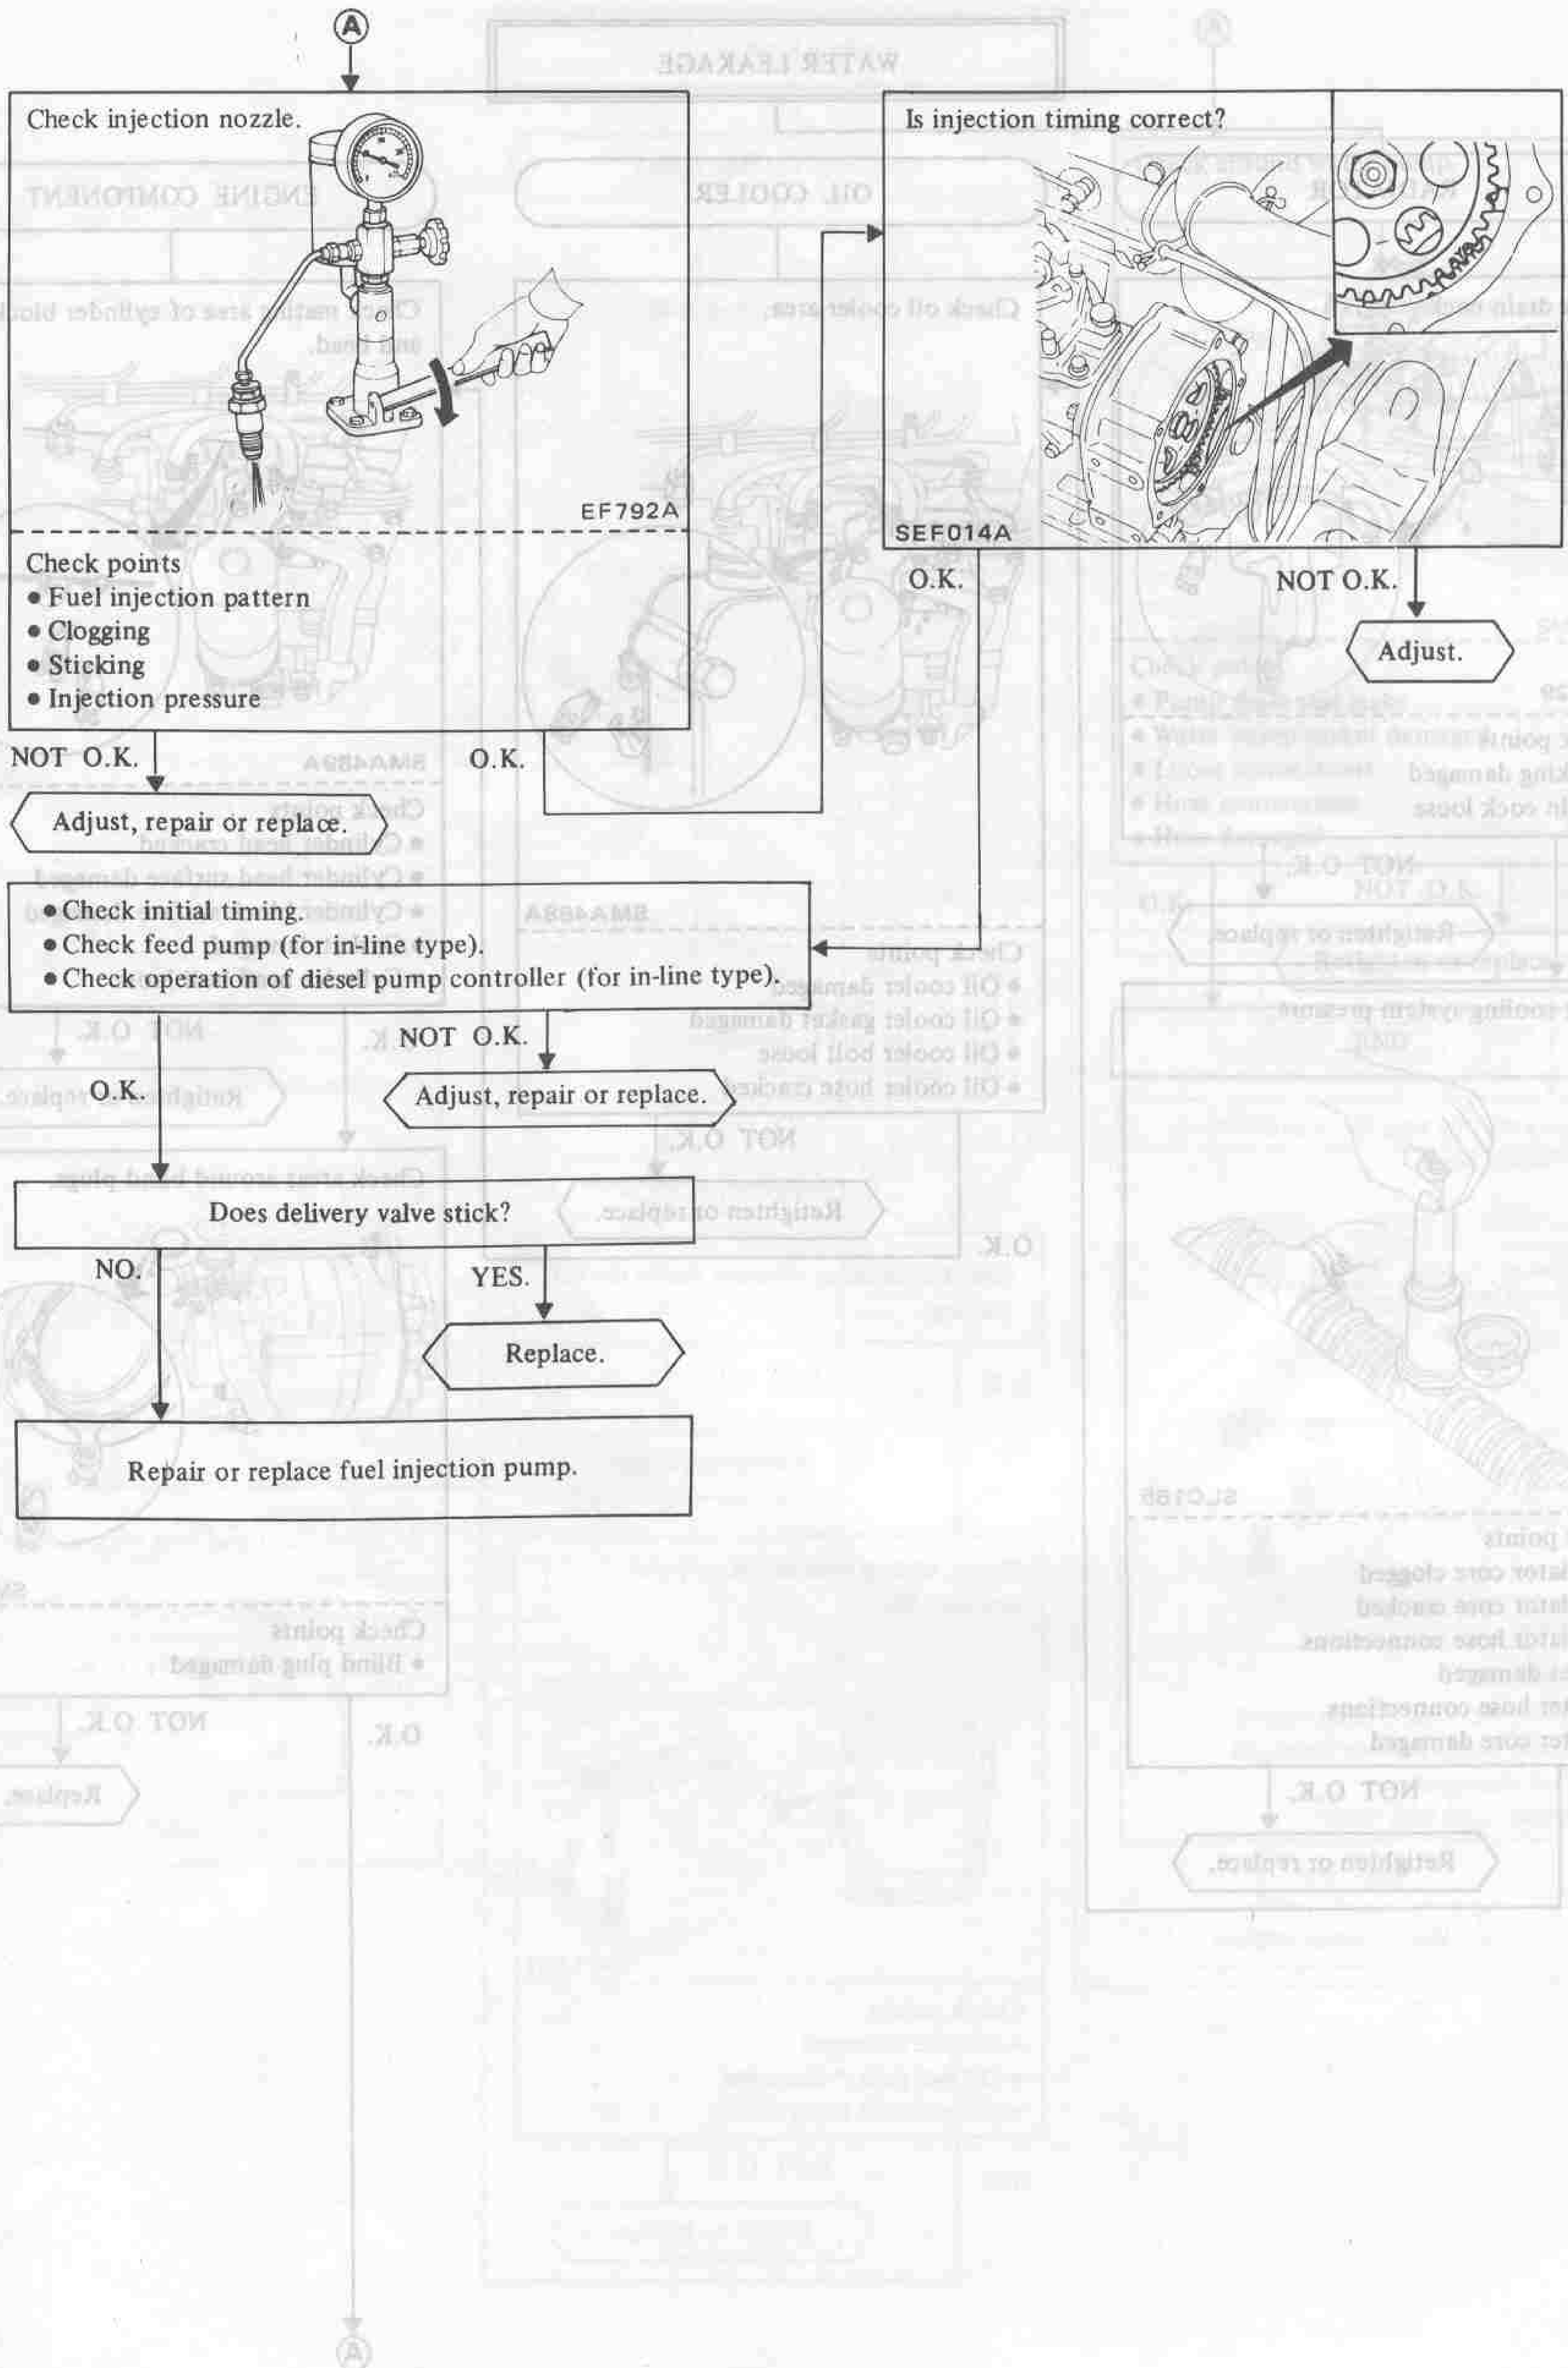 A
Check injection nozzle.
EF792A
Check points
• Fuel injection pattern
• Clogging
• Sticking
• Injection pressure
NOT O.K.
O.K.
Adjust, repair or replace.
Is injection timing correct?
SEF014A
O.K.
NOT O.K.
Adjust.
• Check initial timing.
• Check feed pump (for in-line type).
• Check operation of diesel pump controller (for in-line type).
O.K.
NOT O.K.
Adjust, repair or replace.
Does delivery valve stick?
NO.
YES.
Replace.
Repair or replace fuel injection pump.